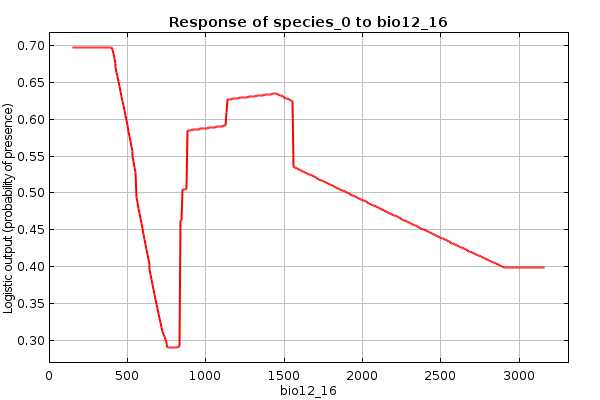 Response of species_0 to bio12_16
Logistic output (probability of presence)
0.70
0.65
0.60
0.55
0.50
0.45
0.40
0.35
0.30
0 500 1000 1500 2000 2500 3000
bio12_16